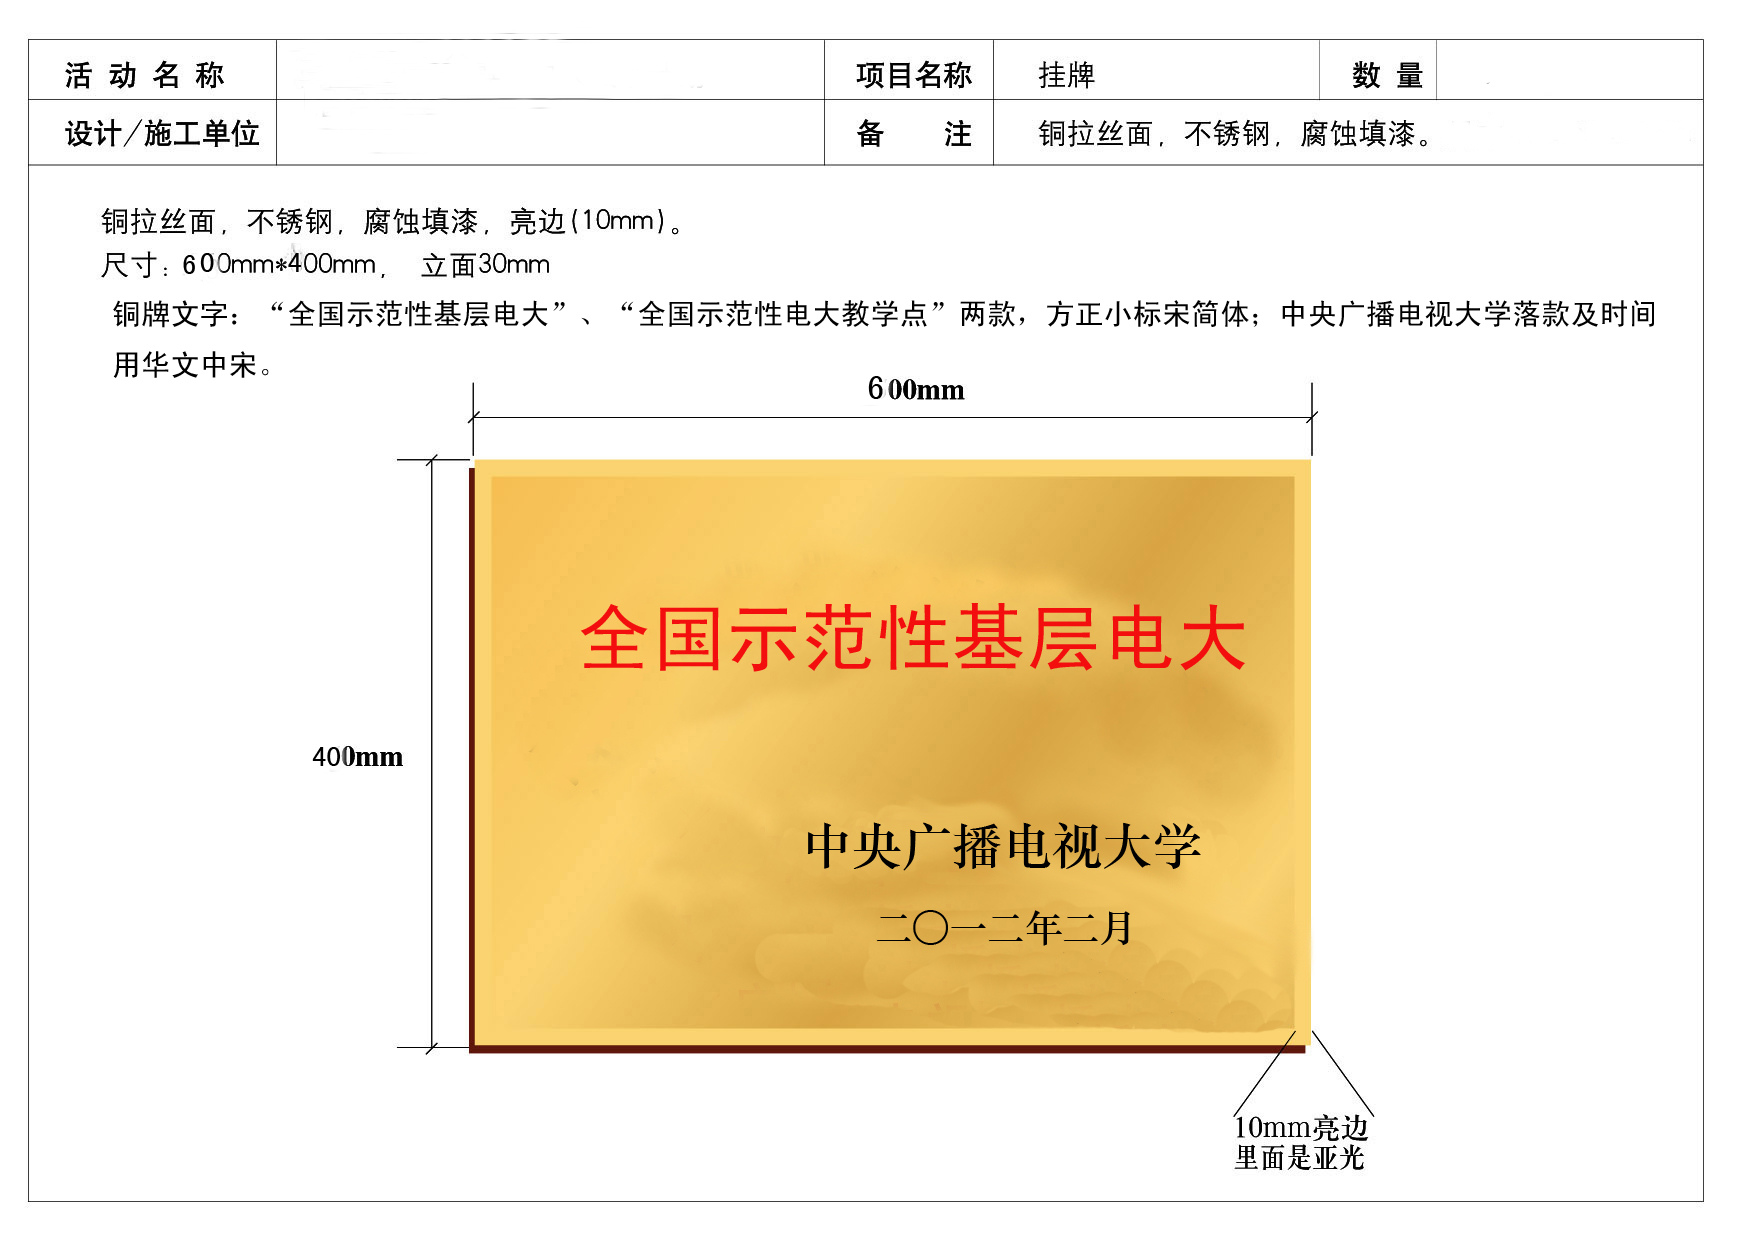 活动名称 项目名称 挂牌 数量
设计/施工单位 备注 铜拉丝面，不锈钢，腐蚀填漆。
铜拉丝面，不锈钢，腐蚀填漆，亮边(10mm)。
尺寸：600mm*400mm， 立面30mm
铜牌文字：“全国示范性基层电大”、“全国示范性电大教学点”两款，方正小标宋简体；中央广播电视大学落款及时间
用华文中宋。
600mm
全国示范性基层电大
400mm
中央广播电视大学
二〇一二年二月
10mm亮边
里面是亚光